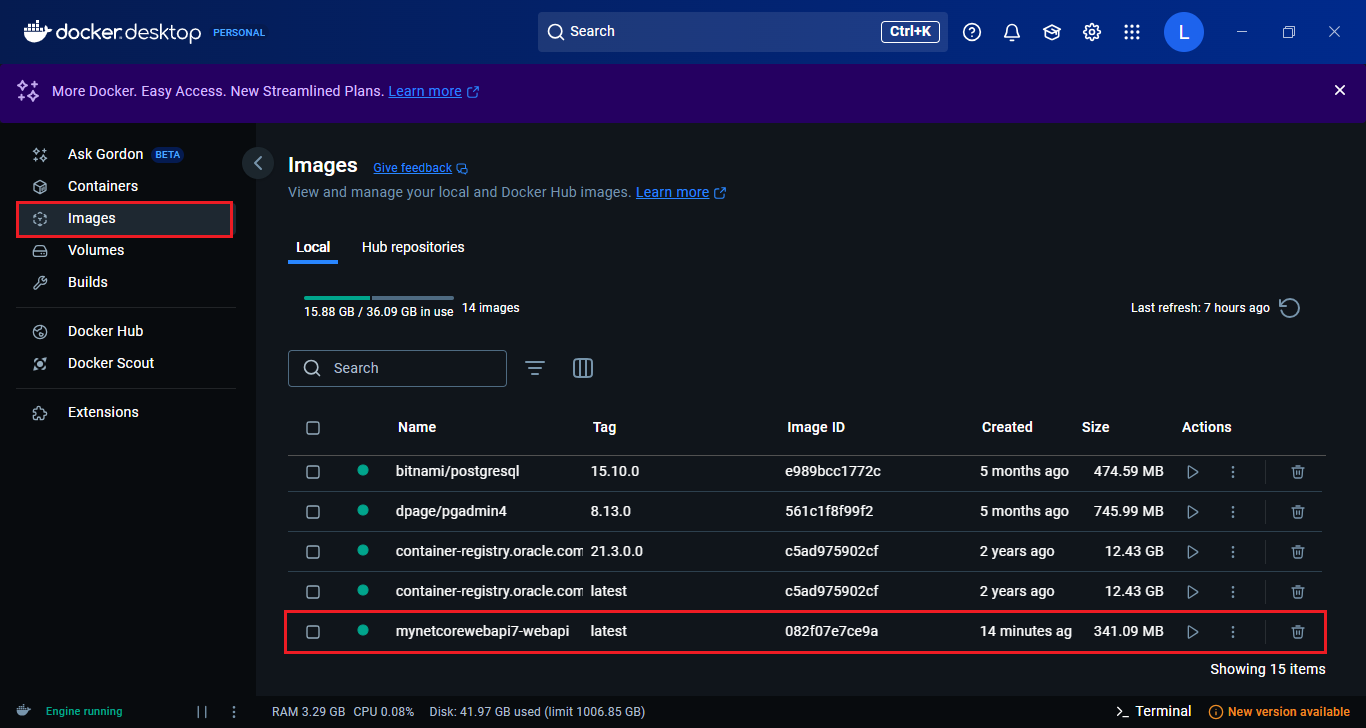 docker.desktop PERSONAL
Search Ctrl+K
L
More Docker. Easy Access. New Streamlined Plans. Learn more
Ask Gordon BETA
Containers
Images
Volumes
Builds
Docker Hub
Docker Scout
Extensions
Images Give feedback
View and manage your local and Docker Hub images. Learn more
Local Hub repositories
15.88 GB / 36.09 GB in use 14 images
Last refresh: 7 hours ago
Search
Name Tag Image ID Created Size Actions
bitnami/postgresql 15.10.0 e989bcc1772c 5 months ago 474.59 MB
dpage/pgadmin4 8.13.0 561c1f8f99f2 5 months ago 745.99 MB
container-registry.oracle.com 21.3.0.0 c5ad975902cf 2 years ago 12.43 GB
container-registry.oracle.com latest c5ad975902cf 2 years ago 12.43 GB
mynetcorewebapi7-webapi latest 082f07e7ce9a 14 minutes ag 341.09 MB
Showing 15 items
Engine running
RAM 3.29 GB CPU 0.08% Disk: 41.97 GB used (limit 1006.85 GB)
Terminal
New version available